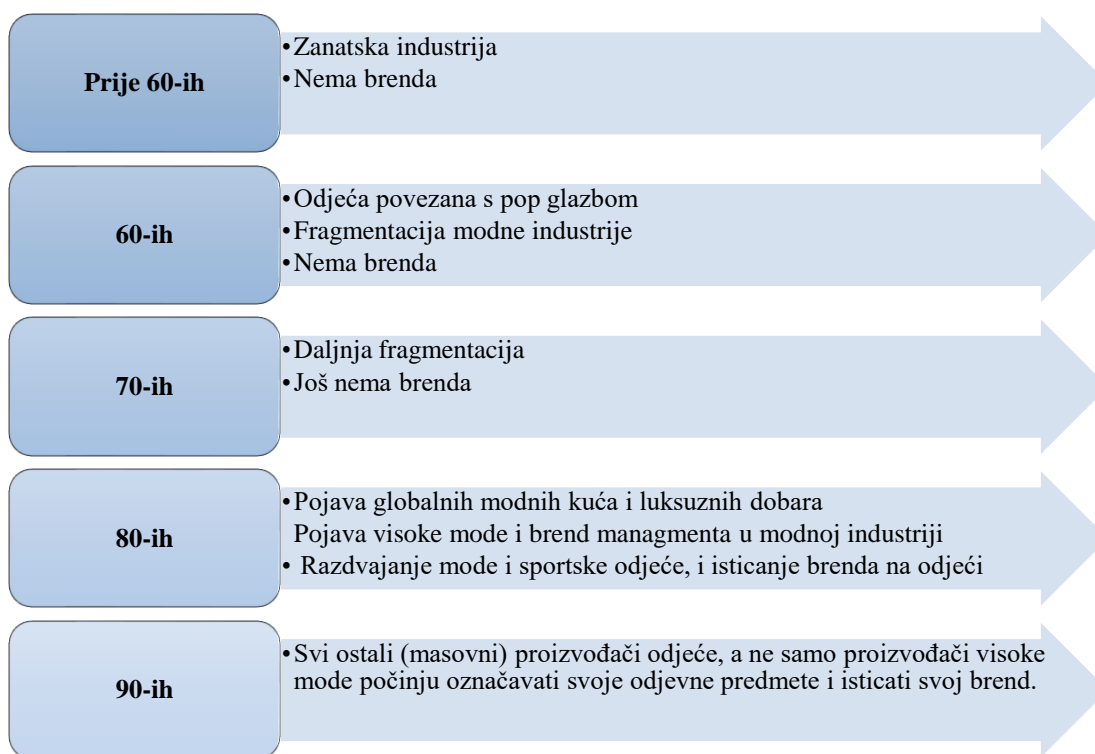 Prije 60-ih
•Zanatska industrija
•Nema brenda
60-ih
•Odjeća povezana s pop glazbom
•Fragmentacija modne industrije
•Nema brenda
70-ih
•Daljnja fragmentacija
•Još nema brenda
80-ih
•Pojava globalnih modnih kuća i luksuznih dobara
Pojava visoke mode i brend managmenta u modnoj industriji
• Razdvajanje mode i sportske odjeće, i isticanje brenda na odjeći
90-ih
•Svi ostali (masovni) proizvođači odjeće, a ne samo proizvođači visoke
mode počinju označavati svoje odjevne predmete i isticati svoj brend.